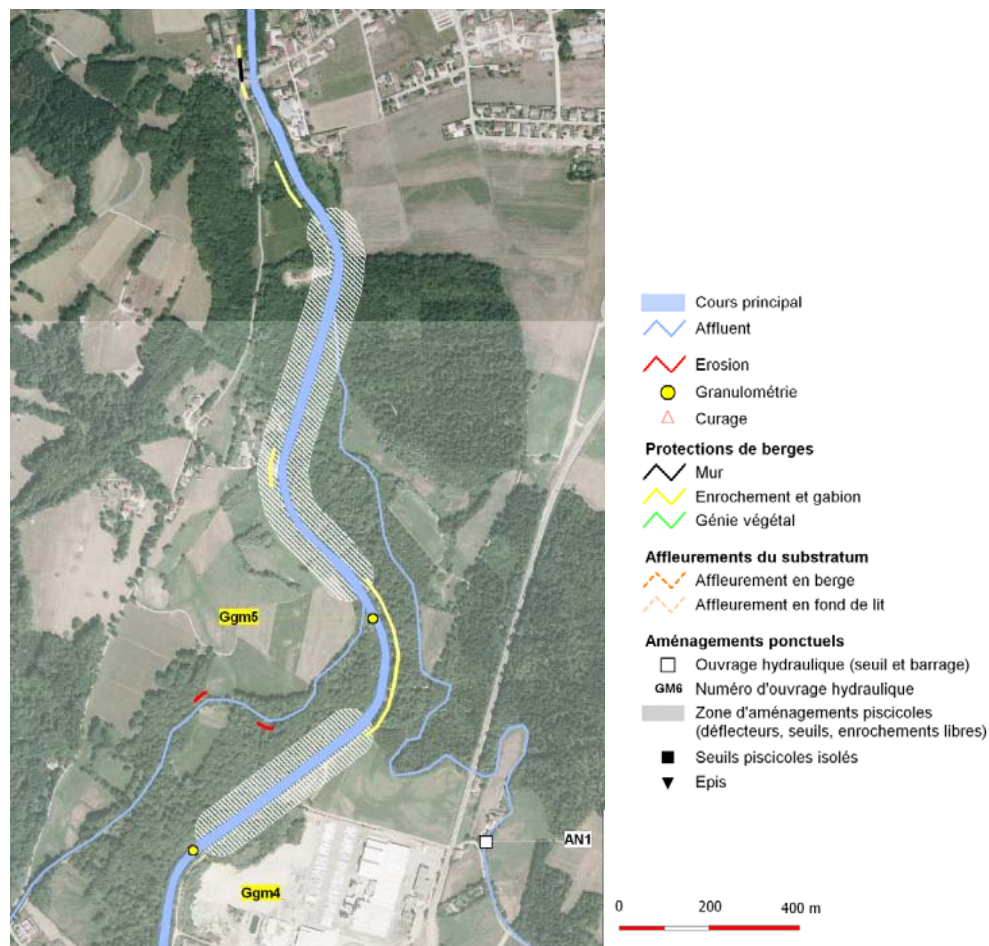 Cours principal
Affluent
Erosion
Granulométrie
Curage
Protections de berges
Mur
Enrochement et gabion
Génie végétal
Affleurements du substratum
Affleurement en berge
Affleurement en fond de lit
Aménagements ponctuels
Ouvrage hydraulique (seuil et barrage)
GM6 Numéro d'ouvrage hydraulique
Zone d'aménagements piscicoles
(déflecteurs, seuils, enrochements libres)
Seuils piscicoles isolés
Epis
Ggm5
AN1
Ggm4
0 200 400 m